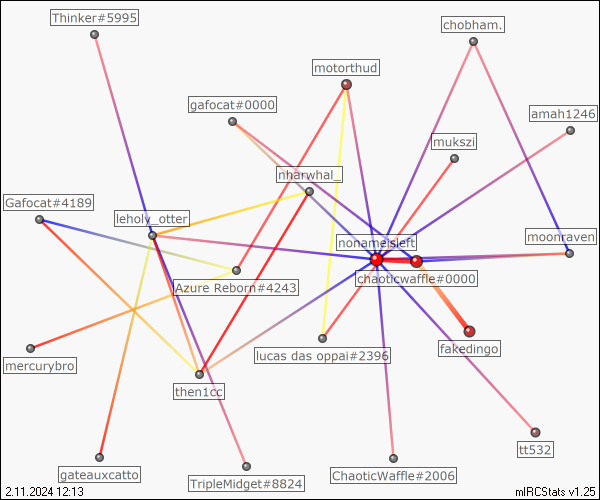 Thinker#5995
chobham.
motorthud
gafocat#0000
amah1246
mukszi
nharwhal_
Gafocat#4189
leholy_otter
nonameisleft
moonraven
chaoticwaffle#0000
Azure Reborn#4243
lucas das oppai#2396
fakedingo
mercurybro
then1cc
tt532
gateauxcatto
TripleMidget#8824
ChaoticWaffle#2006
2.11.2024 12:13
mIRCStats v1.25